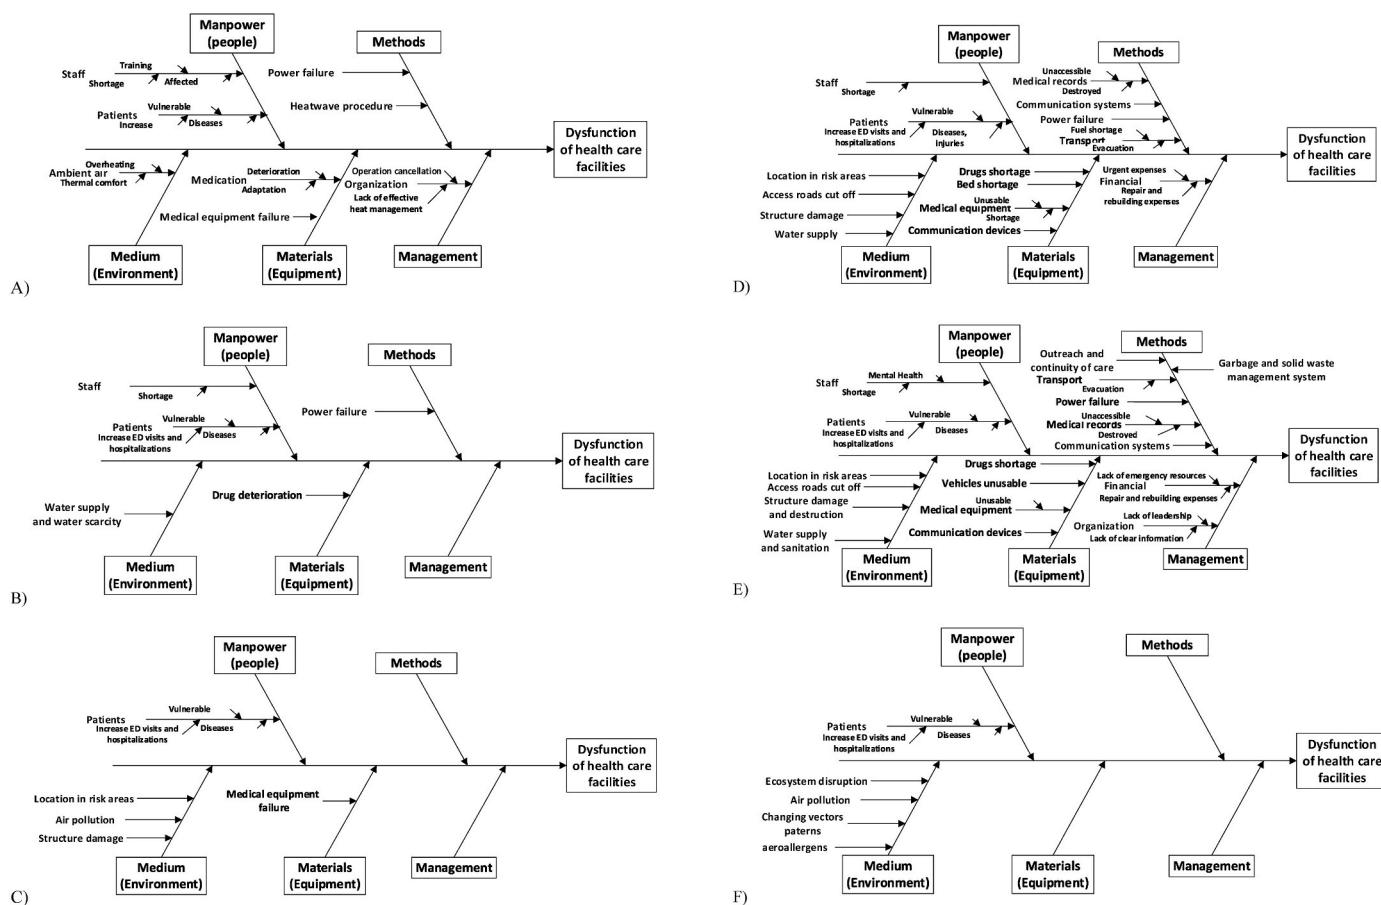 A)
Manpower
(people)
Methods
Staff
Training
Shortage
Affected
Patients
Vulnerable
Increase
Diseases
Power failure
Heatwave procedure
Dysfunction
of health care
facilities
Ambient air
Overheating
Thermal comfort
Medication
Deterioration
Adaptation
Medical equipment failure
Operation cancellation
Organization
Lack of effective
heat management
Medium
(Environment)
Materials
(Equipment)
Management
B)
Manpower
(people)
Methods
Staff
Shortage
Patients
Vulnerable
Increase ED visits and
hospitalizations
Diseases
Power failure
Dysfunction
of health care
facilities
Water supply
and water scarcity
Drug deterioration
Medium
(Environment)
Materials
(Equipment)
Management
C)
Manpower
(people)
Methods
Patients
Vulnerable
Increase ED visits and
hospitalizations
Diseases
Dysfunction
of health care
facilities
Location in risk areas
Air pollution
Structure damage
Medical equipment
failure
Medium
(Environment)
Materials
(Equipment)
Management
D)
Manpower
(people)
Methods
Staff
Shortage
Patients
Vulnerable
Increase ED visits and
hospitalizations
Diseases,
injuries
Unaccessible
Medical records
Destroyed
Communication systems
Power failure
Fuel shortage
Transport
Evacuation
Dysfunction
of health care
facilities
Location in risk areas
Access roads cut off
Structure damage
Water supply
Drugs shortage
Bed shortage
Unusable
Medical equipment
Shortage
Communication devices
Urgent expenses
Financial
Repair and
rebuilding expenses
Medium
(Environment)
Materials
(Equipment)
Management
E)
Manpower
(people)
Methods
Staff
Mental Health
Shortage
Patients
Vulnerable
Increase ED visits and
hospitalizations
Diseases
Outreach and
continuity of care
Garbage and solid waste
management system
Transport
Evacuation
Power failure
Unaccessible
Medical records
Destroyed
Communication systems
Dysfunction
of health care
facilities
Location in risk areas
Access roads cut off
Structure damage
and destruction
Water supply
and sanitation
Drugs shortage
Vehicles unusable
Unusable
Medical equipment
Communication devices
Lack of emergency resources
Financial
Repair and rebuilding expenses
Lack of leadership
Organization
Lack of clear information
Medium
(Environment)
Materials
(Equipment)
Management
F)
Manpower
(people)
Methods
Patients
Vulnerable
Increase ED visits and
hospitalizations
Diseases
Dysfunction
of health care
facilities
Ecosystem disruption
Air pollution
Changing vectors
paterns
aeroallergens
Medium
(Environment)
Materials
(Equipment)
Management